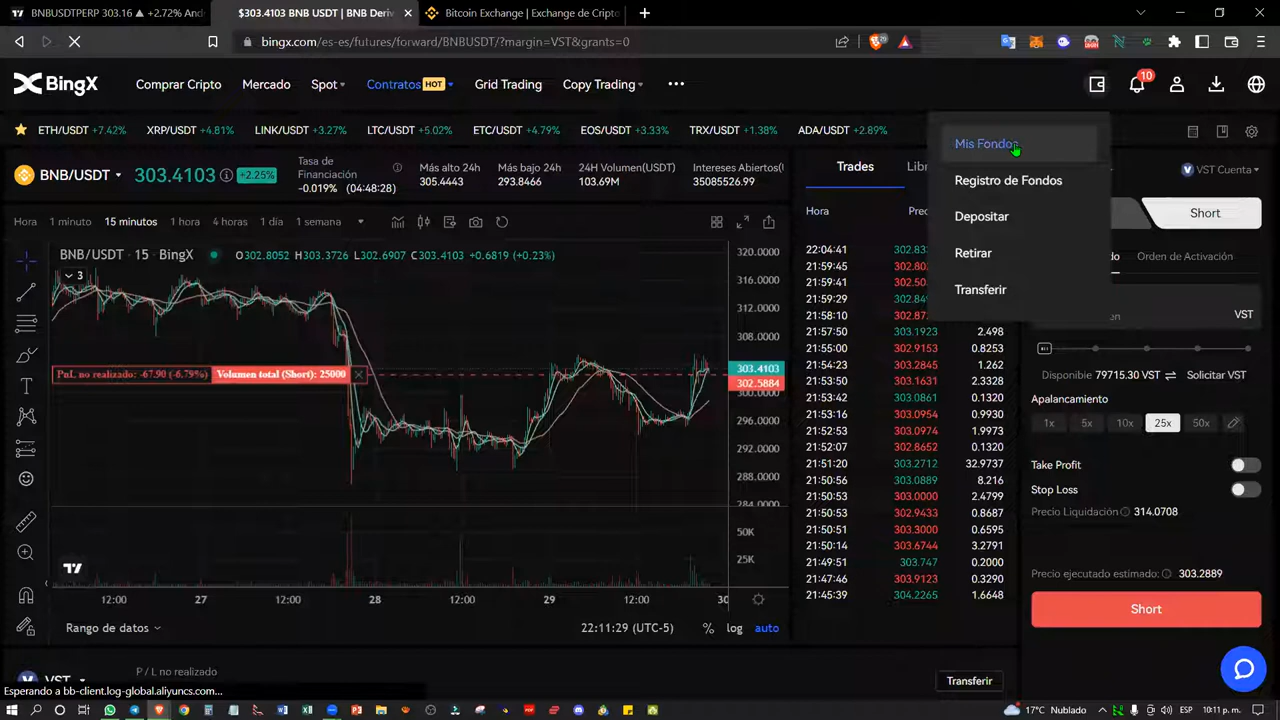 BNBUSDTPERP 303.16 ▲ +2.72% And
$303.4103 BNB USDT | BNB Deri
Bitcoin Exchange | Exchange de Cripto
bingx.com/es-es/futures/forward/BNBUSDT/?margin=VST&grants=0
BingX
Comprar Cripto
Mercado
Spot
Contratos HOT
Grid Trading
Copy Trading
10
ETH/USDT +7.42%
XRP/USDT +4.81%
LINK/USDT +3.27%
LTC/USDT +5.02%
ETC/USDT +4.79%
EOS/USDT +3.33%
TRX/USDT +1.38%
ADA/USDT +2.89%
BNB/USDT
303.4103
+2.25%
Tasa de Financiación
-0.019% (04:48:28)
Más alto 24h
305.4443
Más bajo 24h
293.8466
24H Volumen(USDT)
103.69M
Intereses Abiertos(
35085526.99
Mis Fondos
Registro de Fondos
Depositar
Retirar
Transferir
Trades
Libr
VST Cuenta
Short
Orden de Activación
Hora
1 minuto
15 minutos
1 hora
4 horas
1 día
1 semana
BNB/USDT · 15 · BingX
O302.8052 H303.3726 L302.6907 C303.4103 +0.6819 (+0.23%)
3
PnL no realizado: -67.90 (-6.79%)
Volumen total (Short): 25000
320.0000
316.0000
312.0000
308.0000
303.4103
302.5884
300.0000
296.0000
292.0000
288.0000
284.0000
50K
25K
12:00
27
12:00
28
12:00
29
12:00
30
Rango de datos
22:11:29 (UTC-5)
%
log
auto
Hora
Prec
22:04:41 302.83
21:59:45 302.6
21:59:41 302.50
21:59:29 302.84
21:58:10 302.87
21:57:50 303.1923 2.498
21:55:00 302.9153 0.8253
21:54:23 303.2845 1.262
21:53:50 303.1631 2.3328
21:53:42 303.0861 0.1320
21:53:16 303.0954 0.9930
21:52:54 303.0973 1.9973
21:52:07 302.8652 0.1320
21:51:20 303.2712 32.9737
21:50:56 303.0889 8.216
21:50:53 303.0000 2.4799
21:50:53 302.9433 0.8687
21:50:51 303.3000 0.6595
21:50:14 303.6744 3.2791
21:49:51 303.747 0.2000
21:47:46 303.9123 0.3290
21:45:39 304.2265 1.6648
VST
Disponible 79715.30 VST
Solicitar VST
Apalancamiento
1x
5x
10x
25x
50x
Take Profit
Stop Loss
Precio Liquidación 314.0708
Precio ejecutado estimado: 303.2889
Short
VST
P / L no realizado
Transferir
Esperando a bb-client.log-global.aliyuncs.com...
17°C Nublado
ESP
10:11 p. m.